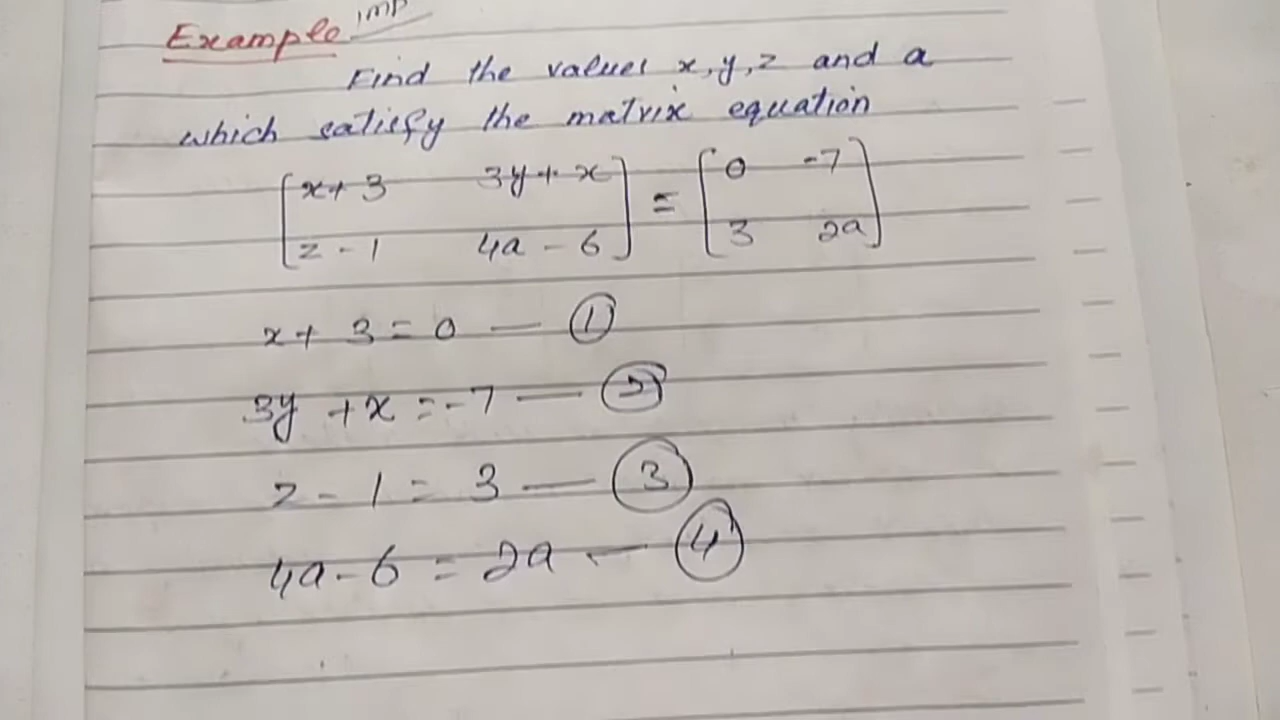 Example imp
Find the values x, y, z and a
which satisfy the matrix equation
[x+3 3y+x] = [0 -7]
[z-1 4a-6] [3 2a]
x+3=0 — ①
3y+x=-7 — ②
z-1=3 — ③
4a-6=2a — ④